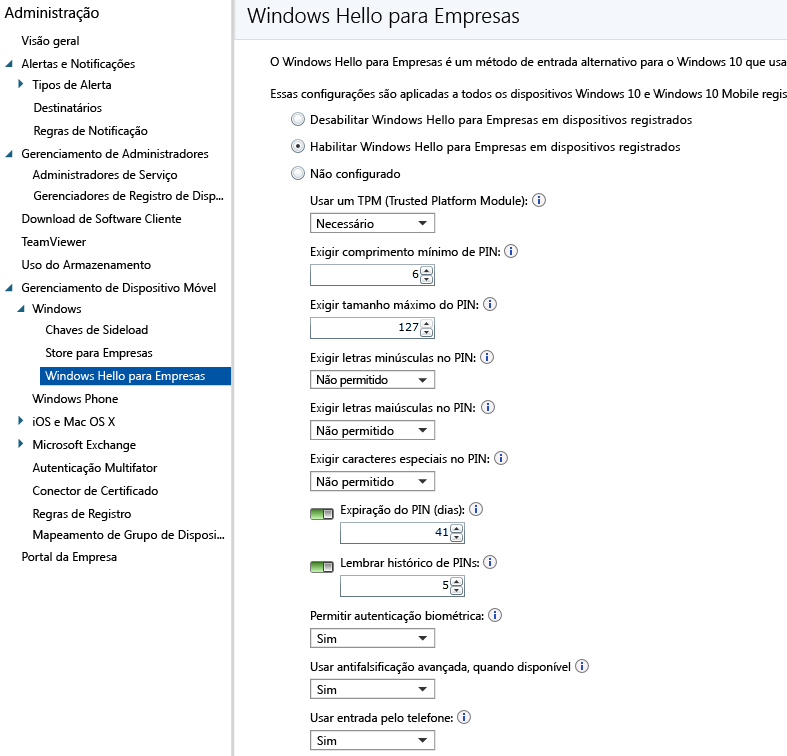 Administração
Visão geral
Alertas e Notificações
Tipos de Alerta
Destinatários
Regras de Notificação
Gerenciamento de Administradores
Administradores de Serviço
Gerenciadores de Registro de Disp...
Download de Software Cliente
TeamViewer
Uso do Armazenamento
Gerenciamento de Dispositivo Móvel
Windows
Chaves de Sideload
Store para Empresas
Windows Hello para Empresas
Windows Phone
iOS e Mac OS X
Microsoft Exchange
Autenticação Multifator
Conector de Certificado
Regras de Registro
Mapeamento de Grupo de Disposi...
Portal da Empresa
Windows Hello para Empresas
O Windows Hello para Empresas é um método de entrada alternativo para o Windows 10 que usa
Essas configurações são aplicadas a todos os dispositivos Windows 10 e Windows 10 Mobile regis
Desabilitar Windows Hello para Empresas em dispositivos registrados
Habilitar Windows Hello para Empresas em dispositivos registrados
Não configurado
Usar um TPM (Trusted Platform Module):
Necessário
Exigir comprimento mínimo de PIN:
6
Exigir tamanho máximo do PIN:
127
Exigir letras minúsculas no PIN:
Não permitido
Exigir letras maiúsculas no PIN:
Não permitido
Exigir caracteres especiais no PIN:
Não permitido
Expiração do PIN (dias):
41
Lembrar histórico de PINs:
5
Permitir autenticação biométrica:
Sim
Usar antifalsificação avançada, quando disponível
Sim
Usar entrada pelo telefone:
Sim